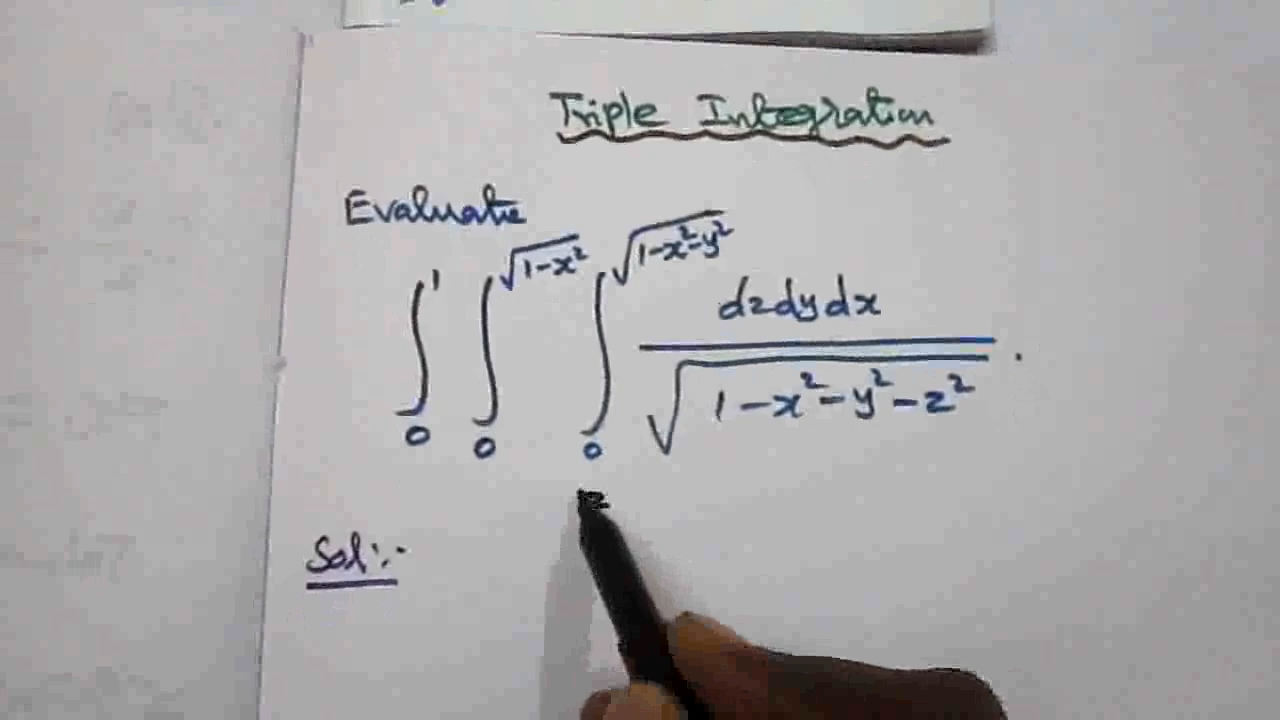 Triple Integration
Evaluate
∫₀¹ ∫₀^√(1-x²) ∫₀^√(1-x²-y²) dzdydx / √(1-x²-y²-z²) .
Sol:-